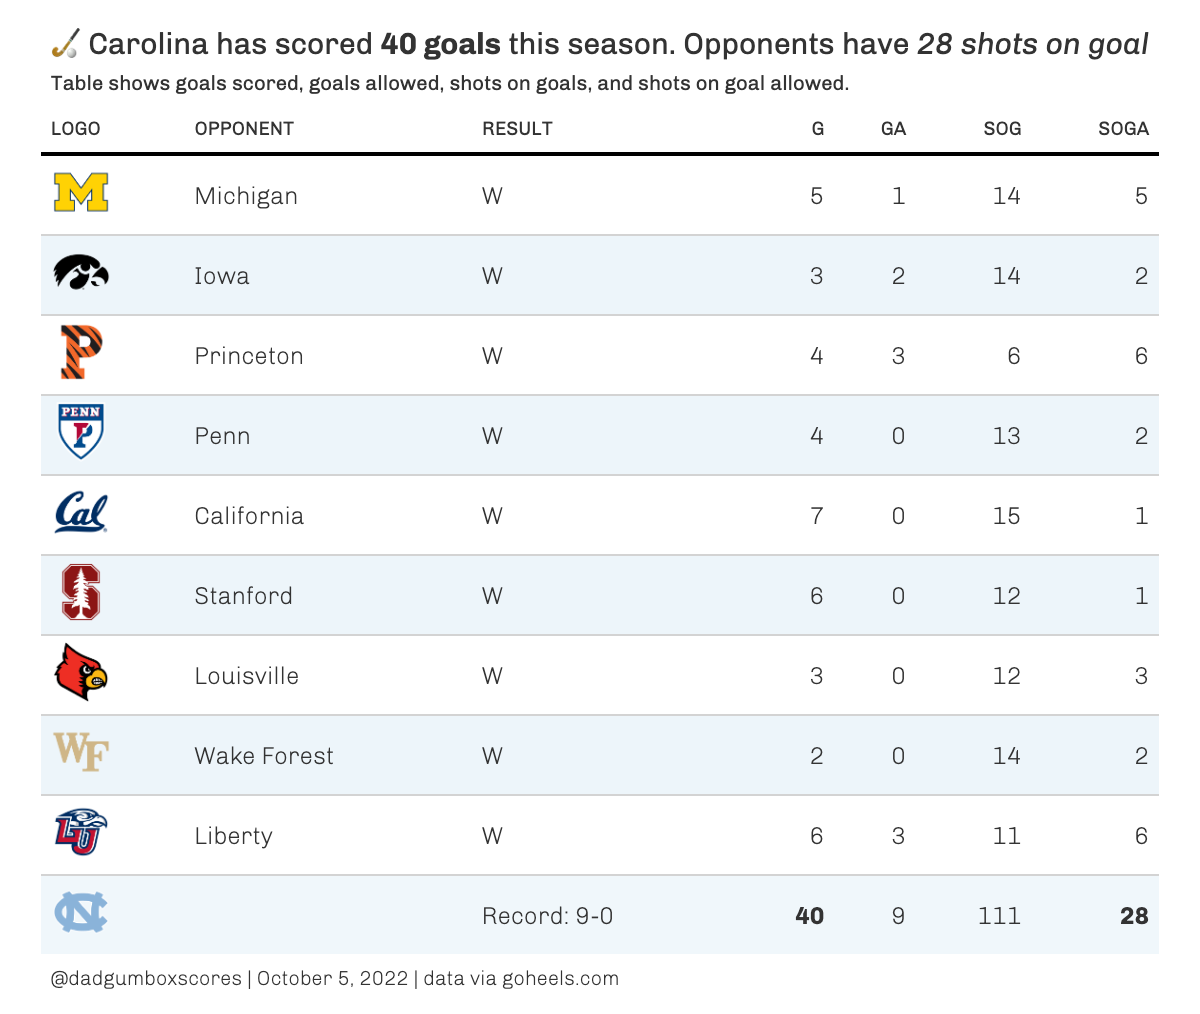 Carolina has scored 40 goals this season. Opponents have 28 shots on goal
Table shows goals scored, goals allowed, shots on goals, and shots on goal allowed.
LOGO OPPONENT RESULT G GA SOG SOGA
M Michigan W 5 1 14 5
Iowa W 3 2 14 2
P Princeton W 4 3 6 6
PENN P Penn W 4 0 13 2
Cal California W 7 0 15 1
S Stanford W 6 0 12 1
Louisville W 3 0 12 3
WF Wake Forest W 2 0 14 2
LU Liberty W 6 3 11 6
NC Record: 9-0 40 9 111 28
@dadgumboxscores | October 5, 2022 | data via goheels.com